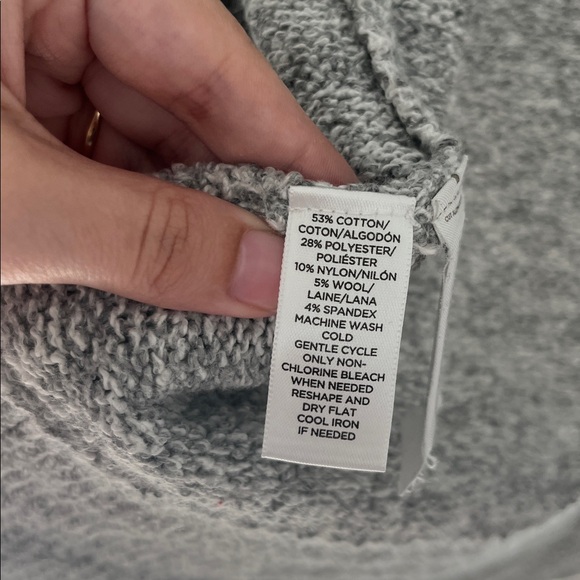 53% COTTON/
COTON/ALGODÓN
28% POLYESTER/
POLIÉSTER
10% NYLON/NILÓN
5% WOOL/
LAINE/LANA
4% SPANDEX
MACHINE WASH
COLD
GENTLE CYCLE
ONLY NON-
CHLORINE BLEACH
WHEN NEEDED
RESHAPE AND
DRY FLAT
COOL IRON
IF NEEDED